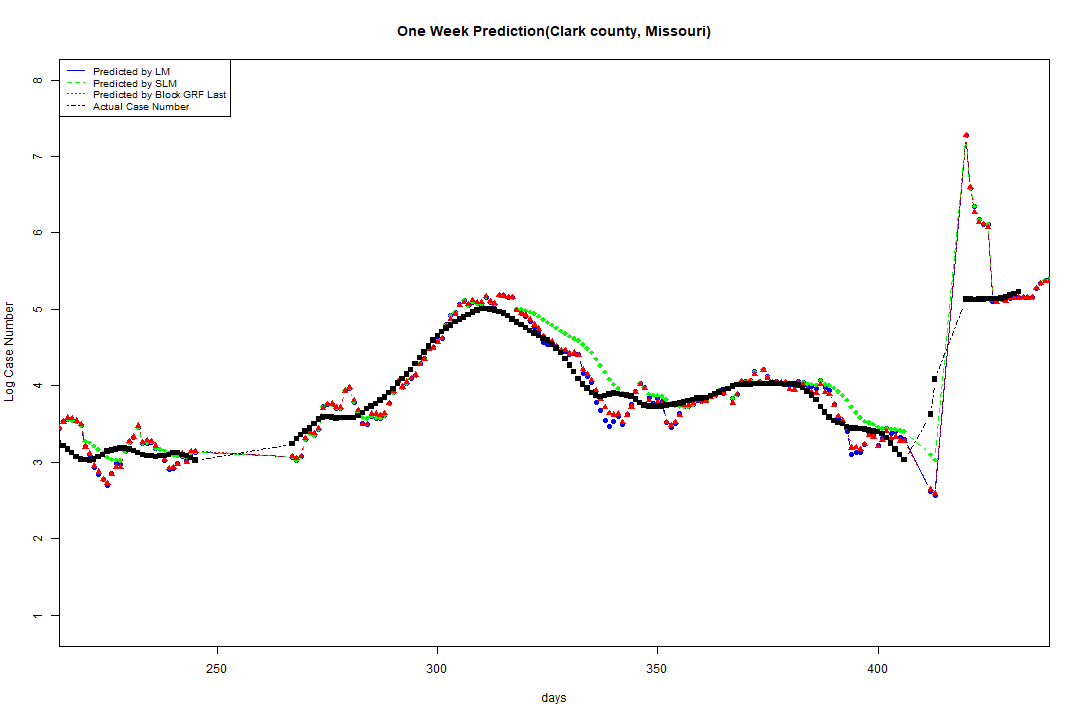 One Week Prediction(Clark county, Missouri)
Predicted by LM
Predicted by SLM
Predicted by Block GRF Last
Actual Case Number
8
7
6
5
4
3
2
1
Log Case Number
250 300 350 400
days